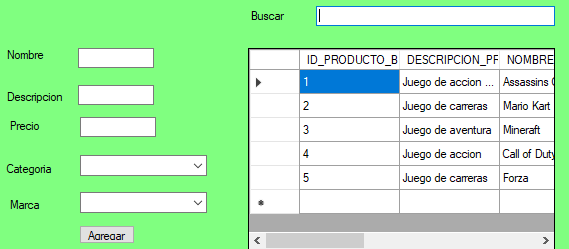 Buscar
Nombre
Descripcion
Precio
Categoria
Marca
Agregar
ID_PRODUCTO_B DESCRIPCION_PF NOMBRE
1 Juego de accion ... Assassins C
2 Juego de carreras Mario Kart
3 Juego de aventura Mineraft
4 Juego de accion Call of Duty
5 Juego de carreras Forza